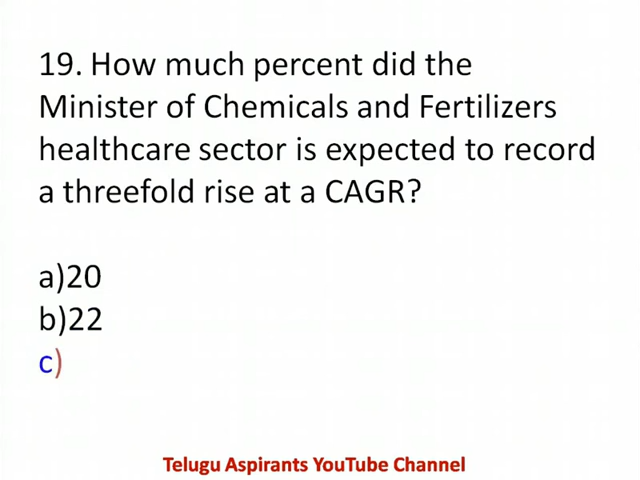 19. How much percent did the
Minister of Chemicals and Fertilizers
healthcare sector is expected to record
a threefold rise at a CAGR?
a)20
b)22
c)
Telugu Aspirants YouTube Channel